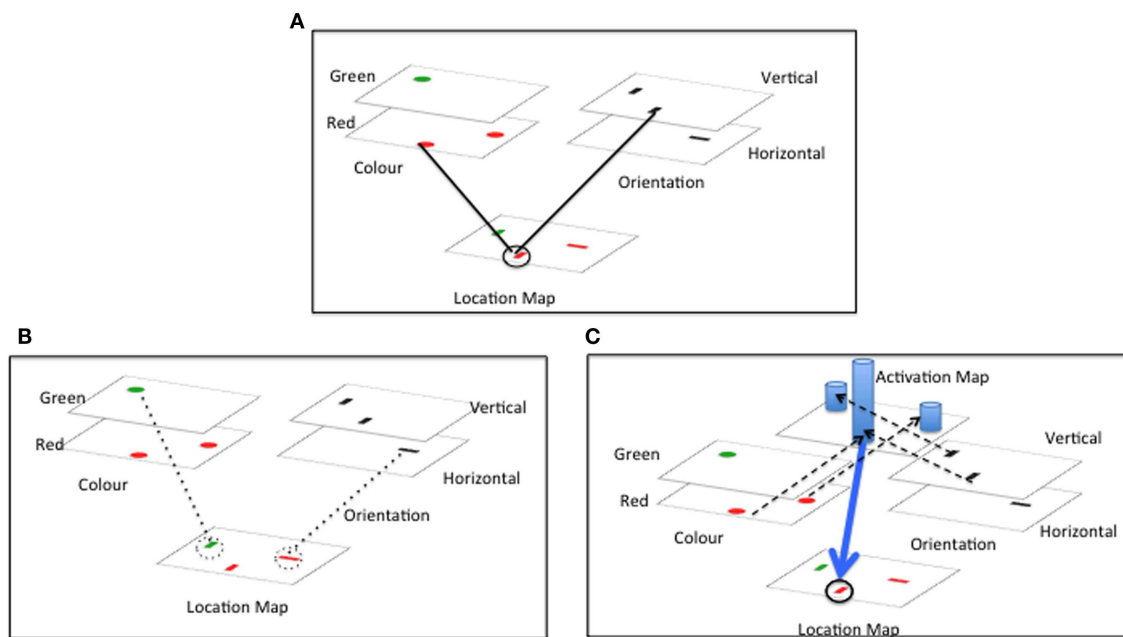 A
Green
Vertical
Red
Horizontal
Colour
Orientation
Location Map
B
Green
Vertical
Red
Horizontal
Colour
Orientation
Location Map
C
Activation Map
Vertical
Green
Red
Horizontal
Colour
Orientation
Location Map